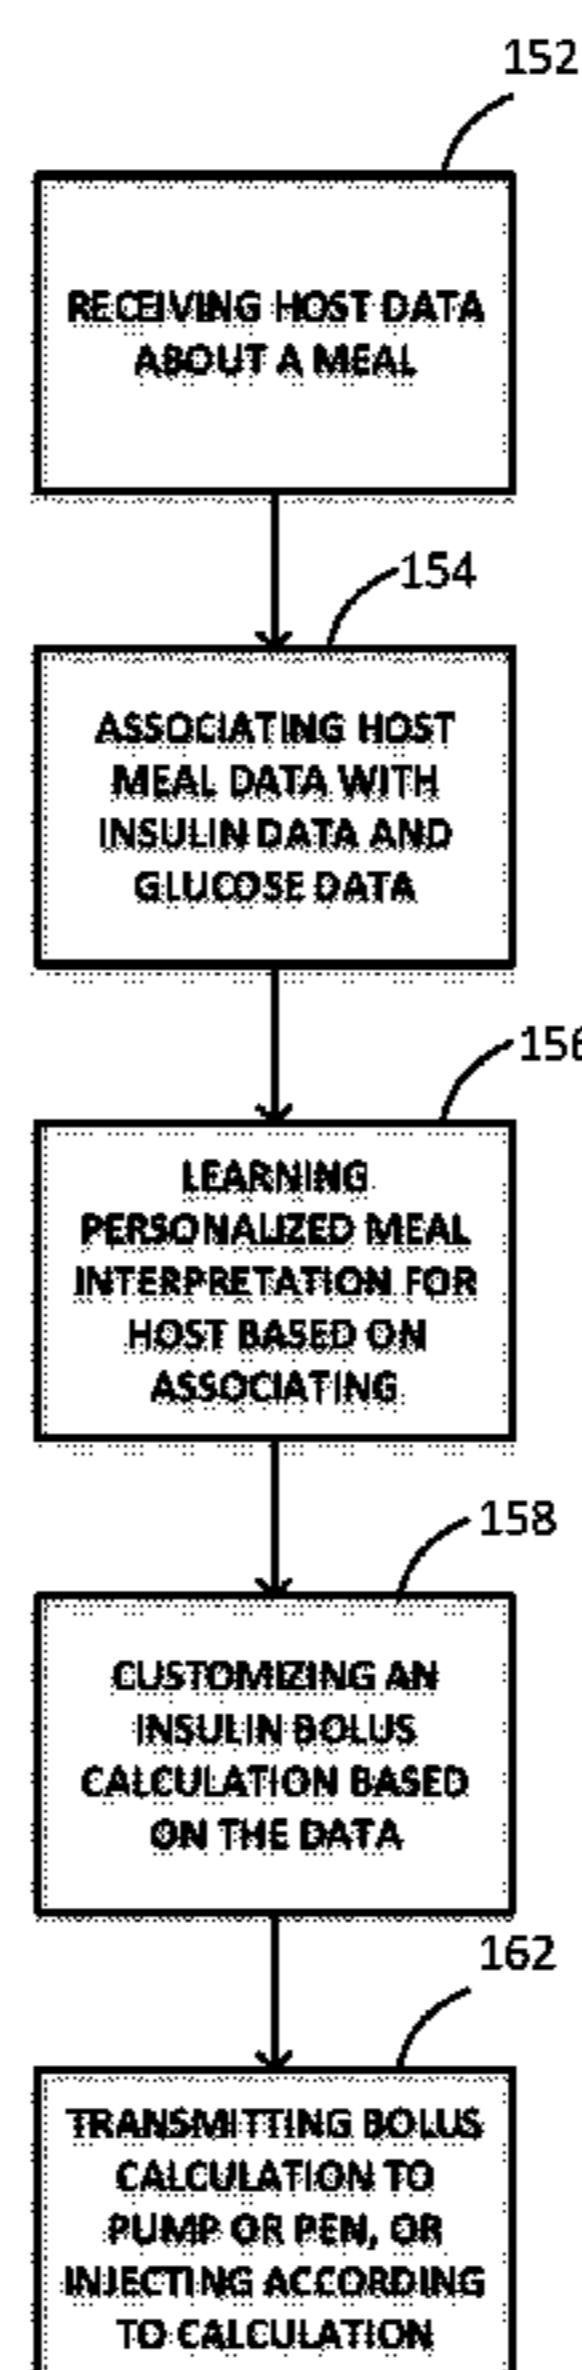 152
RECEIVING HOST DATA
ABOUT A MEAL
154
ASSOCIATING HOST
MEAL DATA WITH
INSULIN DATA AND
GLUCOSE DATA
156
LEARNING
PERSONALIZED MEAL
INTERPRETATION FOR
HOST BASED ON
ASSOCIATING
158
CUSTOMIZING AN
INSULIN BOLUS
CALCULATION BASED
ON THE DATA
162
TRANSMITTING BOLUS
CALCULATION TO
PUMP OR PEN, OR
INJECTING ACCORDING
TO CALCULATION